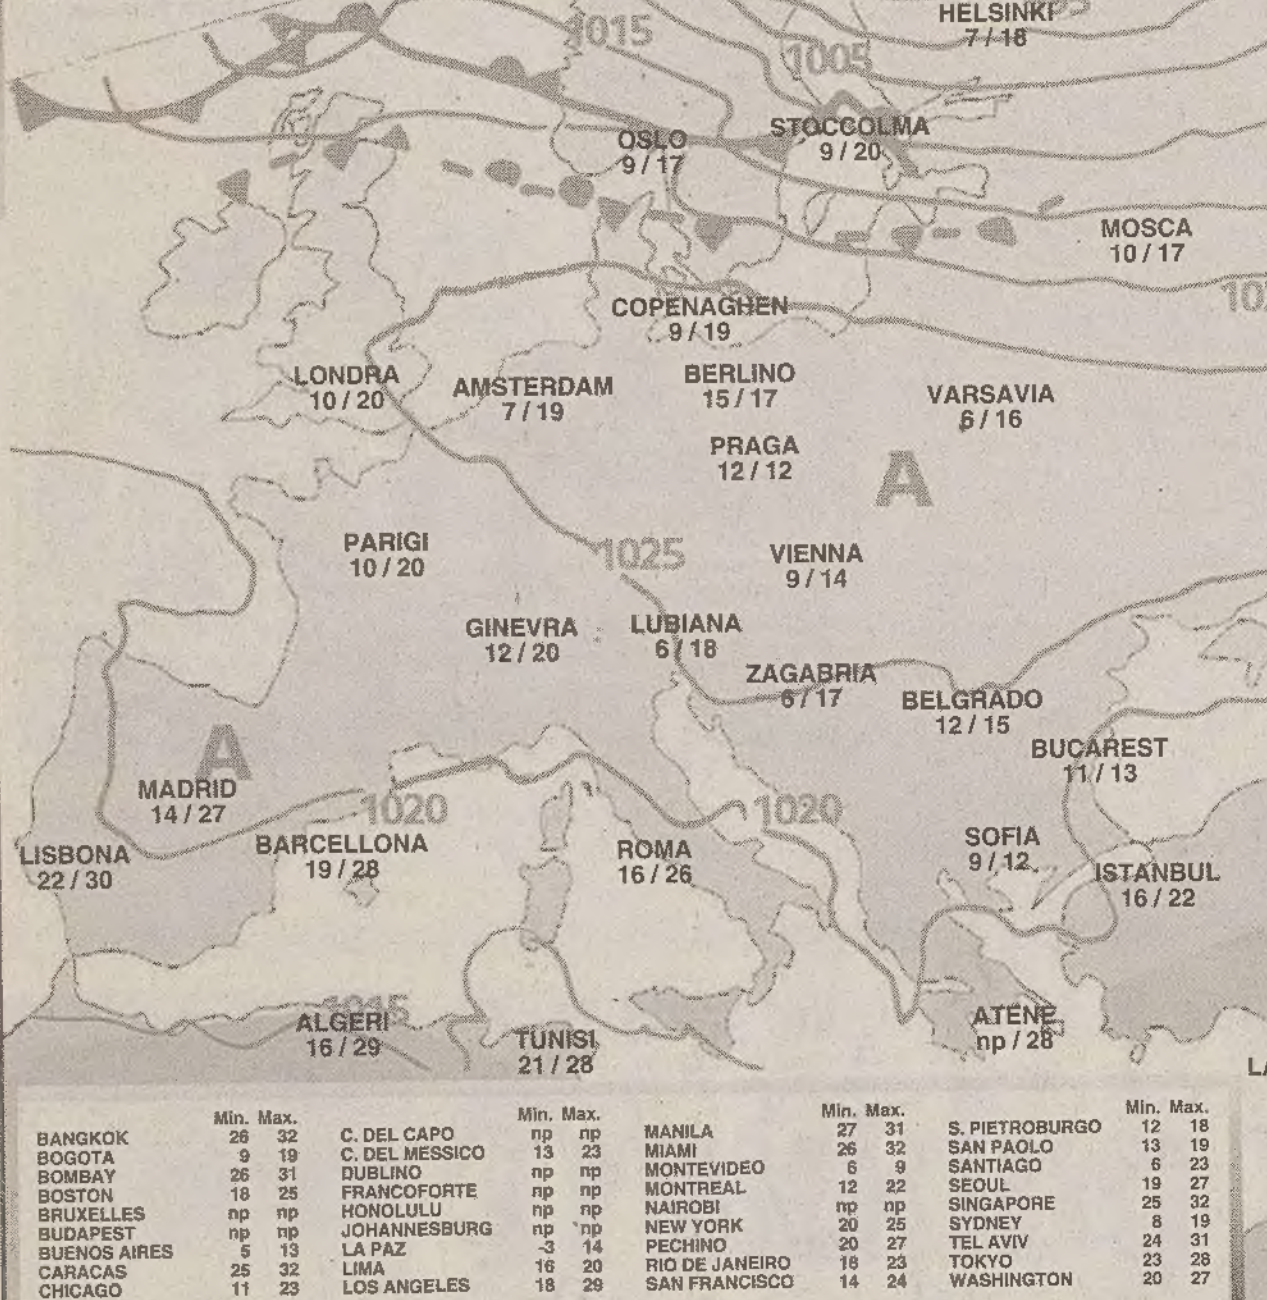 HELSINKI
7 / 18
1015
1005
STOCCOLMA
9 / 20
OSLO
9 / 17
MOSCA
10 / 17
COPENAGHEN
9 / 19
LONDRA
10 / 20
AMSTERDAM
7 / 19
BERLINO
15 / 17
VARSAVIA
6 / 16
PRAGA
12 / 12
A
PARIGI
10 / 20
1025
VIENNA
9 / 14
GINEVRA
12 / 20
LUBIANA
6 / 18
ZAGABRIA
6 / 17
BELGRADO
12 / 15
BUCAREST
11 / 13
A
MADRID
14 / 27
1020
1020
BARCELLONA
19 / 28
LISBONA
22 / 30
ROMA
16 / 26
SOFIA
9 / 12
ISTANBUL
16 / 22
1015
ALGERI
16 / 29
TUNISI
21 / 28
ATENE
np / 28
Min. Max.
BANGKOK 26 32
BOGOTA 9 19
BOMBAY 26 31
BOSTON 18 25
BRUXELLES np np
BUDAPEST np np
BUENOS AIRES 5 13
CARACAS 25 32
CHICAGO 11 23
Min. Max.
C. DEL CAPO np np
C. DEL MESSICO 13 23
DUBLINO np np
FRANCOFORTE np np
HONOLULU np np
JOHANNESBURG np np
LA PAZ -3 14
LIMA 16 20
LOS ANGELES 18 29
Min. Max.
MANILA 27 31
MIAMI 26 32
MONTEVIDEO 6 9
MONTREAL 12 22
NAIROBI np np
NEW YORK 20 25
PECHINO 20 27
RIO DE JANEIRO 18 23
SAN FRANCISCO 14 24
Min. Max.
S. PIETROBURGO 12 18
SAN PAOLO 13 19
SANTIAGO 6 23
SEOUL 19 27
SINGAPORE 25 32
SYDNEY 8 19
TEL AVIV 24 31
TOKYO 23 28
WASHINGTON 20 27